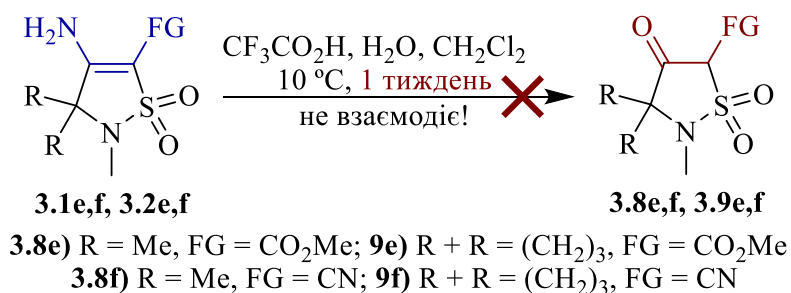 H₂N FG
R R N S O O
CF₃CO₂H, H₂O, CH₂Cl₂
10 ºC, 1 тиждень
не взаємодіє!
O FG
R R N S O O
3.1e,f, 3.2e,f
3.8e,f, 3.9e,f
3.8e) R = Me, FG = CO₂Me; 9e) R + R = (CH₂)₃, FG = CO₂Me
3.8f) R = Me, FG = CN; 9f) R + R = (CH₂)₃, FG = CN